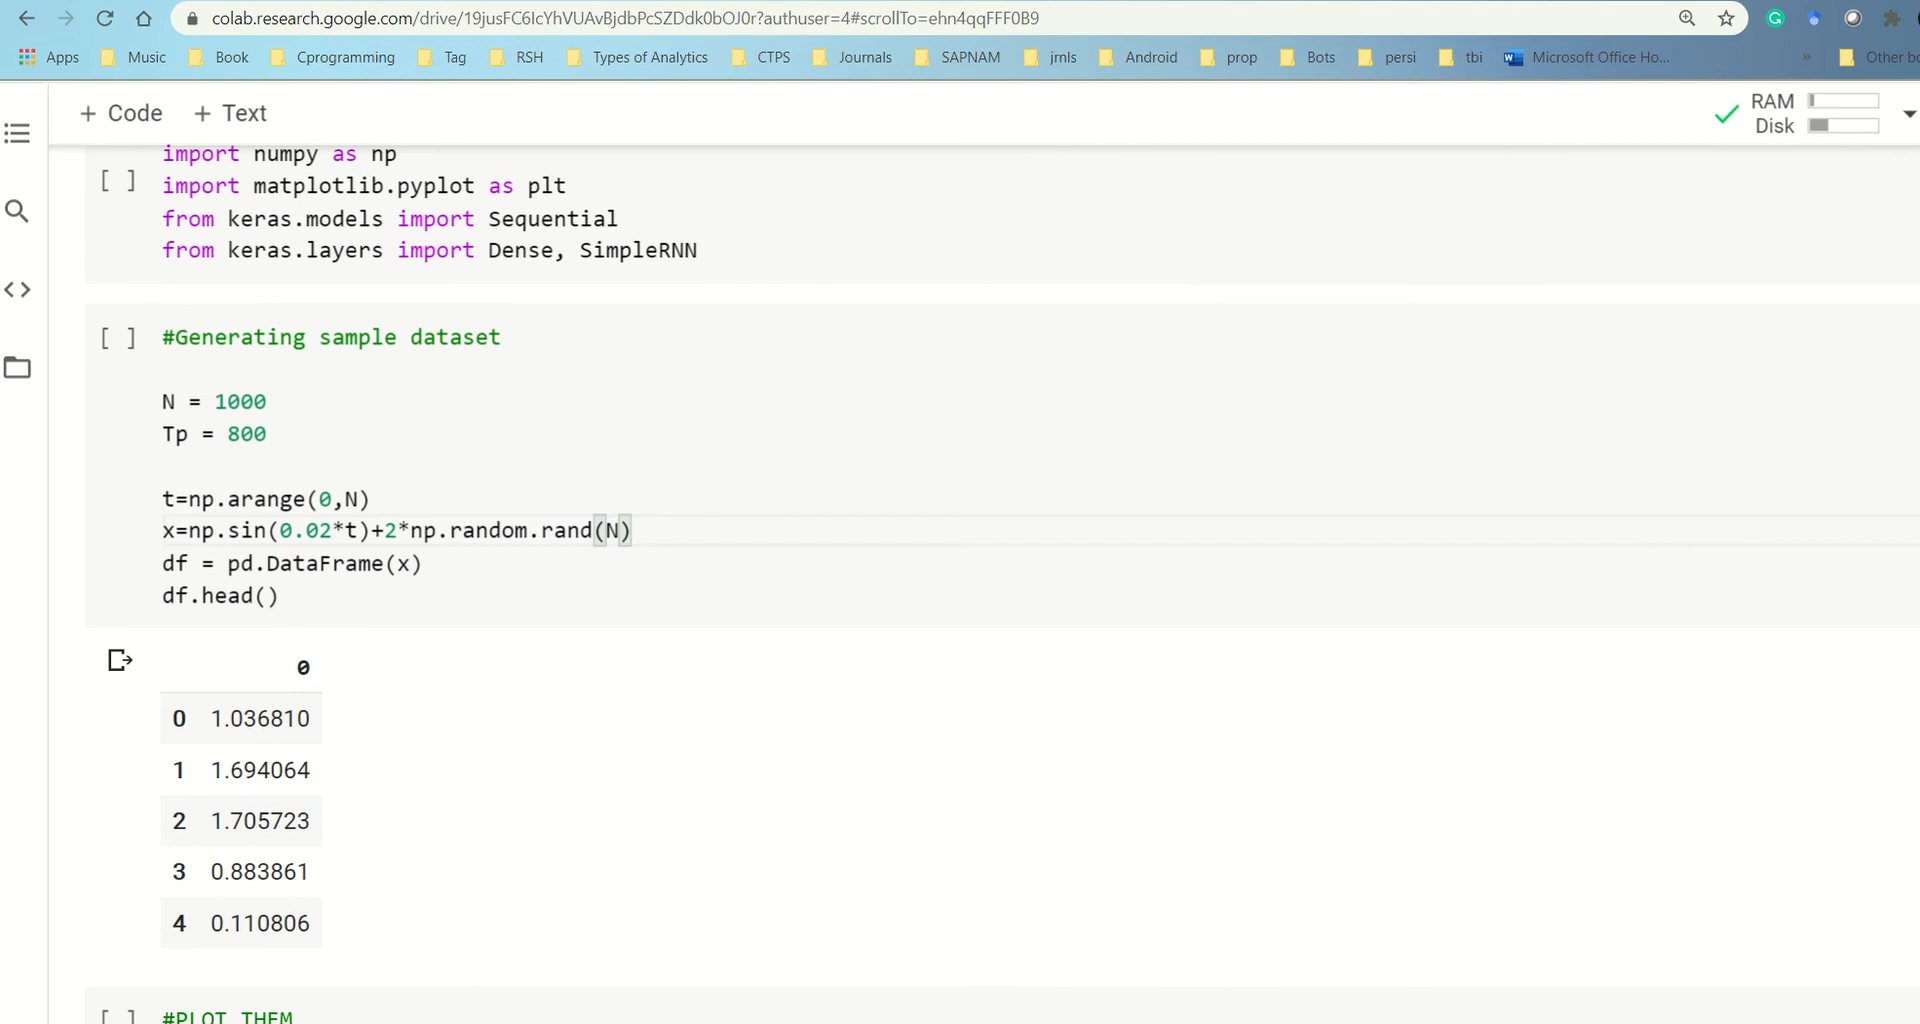 colab.research.google.com/drive/19jusFC6IcYhVUAvBjdbPcSZDdk0bOJ0r?authuser=4#scrollTo=ehn4qqFFF0B9
Apps Music Book Cprogramming Tag RSH Types of Analytics CTPS Journals SAPNAM jrnls Android prop Bots persi tbi Microsoft Office Ho... » Other bo
+ Code + Text
RAM
Disk
import numpy as np
[ ] import matplotlib.pyplot as plt
from keras.models import Sequential
from keras.layers import Dense, SimpleRNN
[ ] #Generating sample dataset
N = 1000
Tp = 800
t=np.arange(0,N)
x=np.sin(0.02*t)+2*np.random.rand(N)
df = pd.DataFrame(x)
df.head()
0
0 1.036810
1 1.694064
2 1.705723
3 0.883861
4 0.110806
[ ] #PLOT THEM